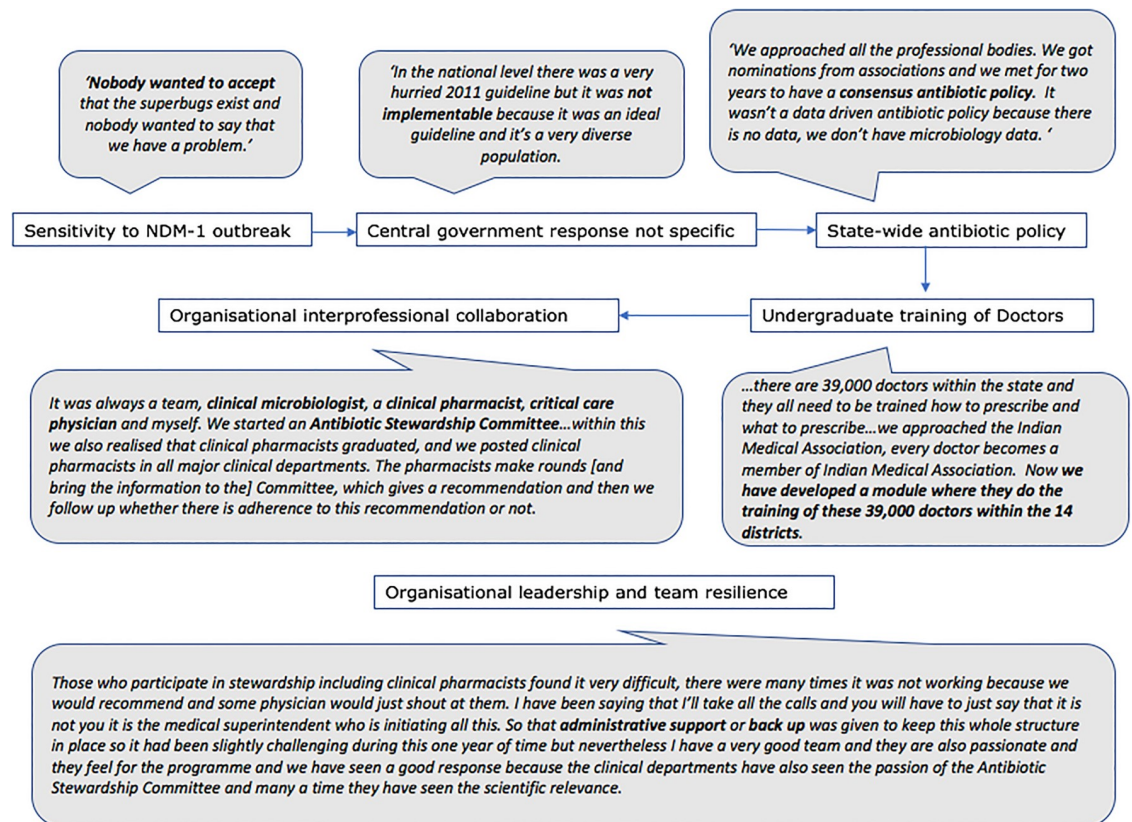 ‘Nobody wanted to accept
that the superbugs exist and
nobody wanted to say that
we have a problem.’
‘In the national level there was a very
hurried 2011 guideline but it was not
implementable because it was an ideal
guideline and it’s a very diverse
population.
‘We approached all the professional bodies. We got
nominations from associations and we met for two
years to have a consensus antibiotic policy. It
wasn’t a data driven antibiotic policy because there
is no data, we don’t have microbiology data. ‘
Sensitivity to NDM-1 outbreak
Central government response not specific
State-wide antibiotic policy
Organisational interprofessional collaboration
Undergraduate training of Doctors
It was always a team, clinical microbiologist, a clinical pharmacist, critical care
physician and myself. We started an Antibiotic Stewardship Committee…within this
we also realised that clinical pharmacists graduated, and we posted clinical
pharmacists in all major clinical departments. The pharmacists make rounds [and
bring the information to the] Committee, which gives a recommendation and then we
follow up whether there is adherence to this recommendation or not.
…there are 39,000 doctors within the state and
they all need to be trained how to prescribe and
what to prescribe…we approached the Indian
Medical Association, every doctor becomes a
member of Indian Medical Association. Now we
have developed a module where they do the
training of these 39,000 doctors within the 14
districts.
Organisational leadership and team resilience
Those who participate in stewardship including clinical pharmacists found it very difficult, there were many times it was not working because we
would recommend and some physician would just shout at them. I have been saying that I’ll take all the calls and you will have to just say that it is
not you it is the medical superintendent who is initiating all this. So that administrative support or back up was given to keep this whole structure
in place so it had been slightly challenging during this one year of time but nevertheless I have a very good team and they are also passionate and
they feel for the programme and we have seen a good response because the clinical departments have also seen the passion of the Antibiotic
Stewardship Committee and many a time they have seen the scientific relevance.